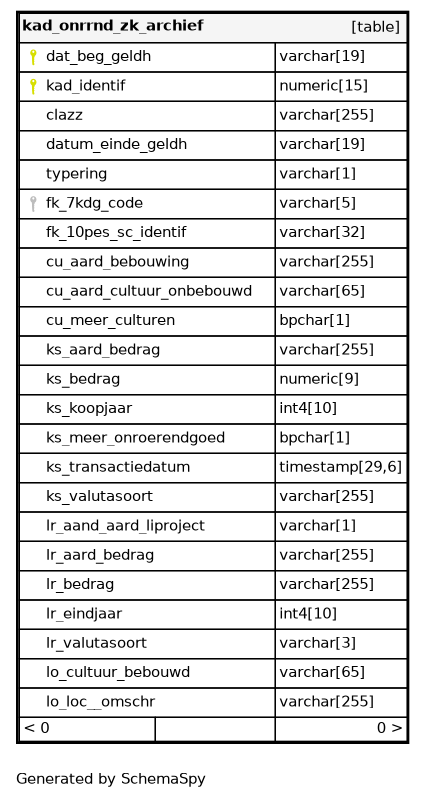 kad_onrrnd_zk_archief [table]
dat_beg_geldh varchar[19]
kad_identif numeric[15]
clazz varchar[255]
datum_einde_geldh varchar[19]
typering varchar[1]
fk_7kdg_code varchar[5]
fk_10pes_sc_identif varchar[32]
cu_aard_bebouwing varchar[255]
cu_aard_cultuur_onbebouwd varchar[65]
cu_meer_culturen bpchar[1]
ks_aard_bedrag varchar[255]
ks_bedrag numeric[9]
ks_koopjaar int4[10]
ks_meer_onroerendgoed bpchar[1]
ks_transactiedatum timestamp[29,6]
ks_valutasoort varchar[255]
lr_aand_aard_liproject varchar[1]
lr_aard_bedrag varchar[255]
lr_bedrag varchar[255]
lr_eindjaar int4[10]
lr_valutasoort varchar[3]
lo_cultuur_bebouwd varchar[65]
lo_loc__omschr varchar[255]
< 0 0 >
Generated by SchemaSpy